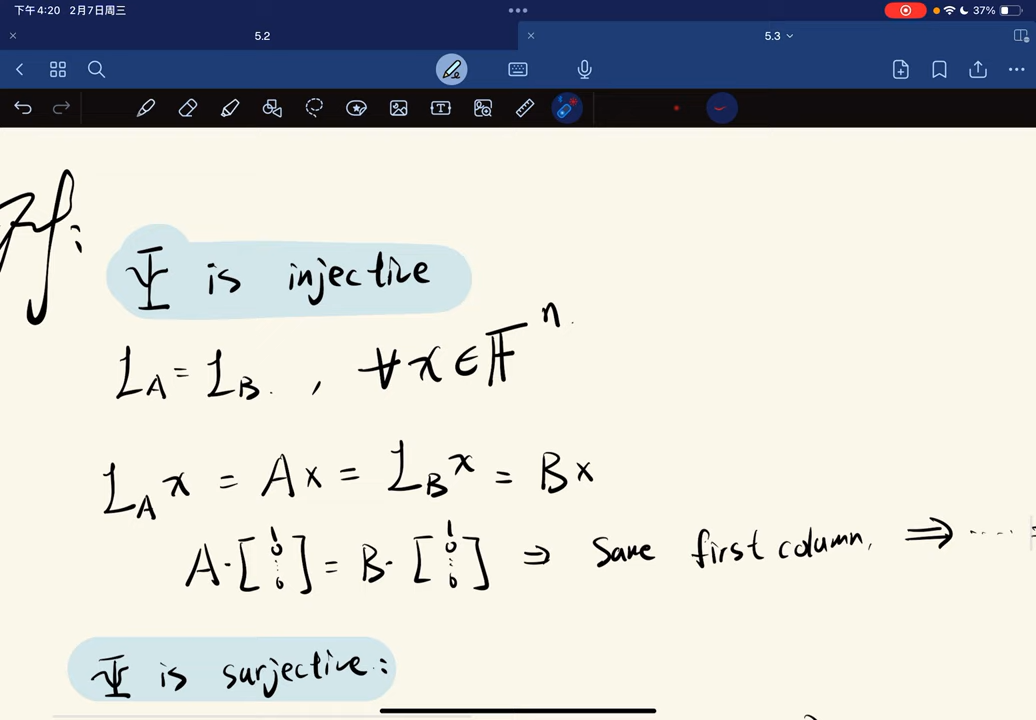 下午4:20 2月7日周三
37%
5.2
5.3
Pf:
Ψ is injective
L_A = L_B. , ∀x∈𝔽ⁿ.
L_A x = Ax = L_B x = Bx
A·[1 0 ⋮ 0] = B·[1 0 ⋮ 0] ⇒ Same first column, ⇒ ......
Ψ is surjective: